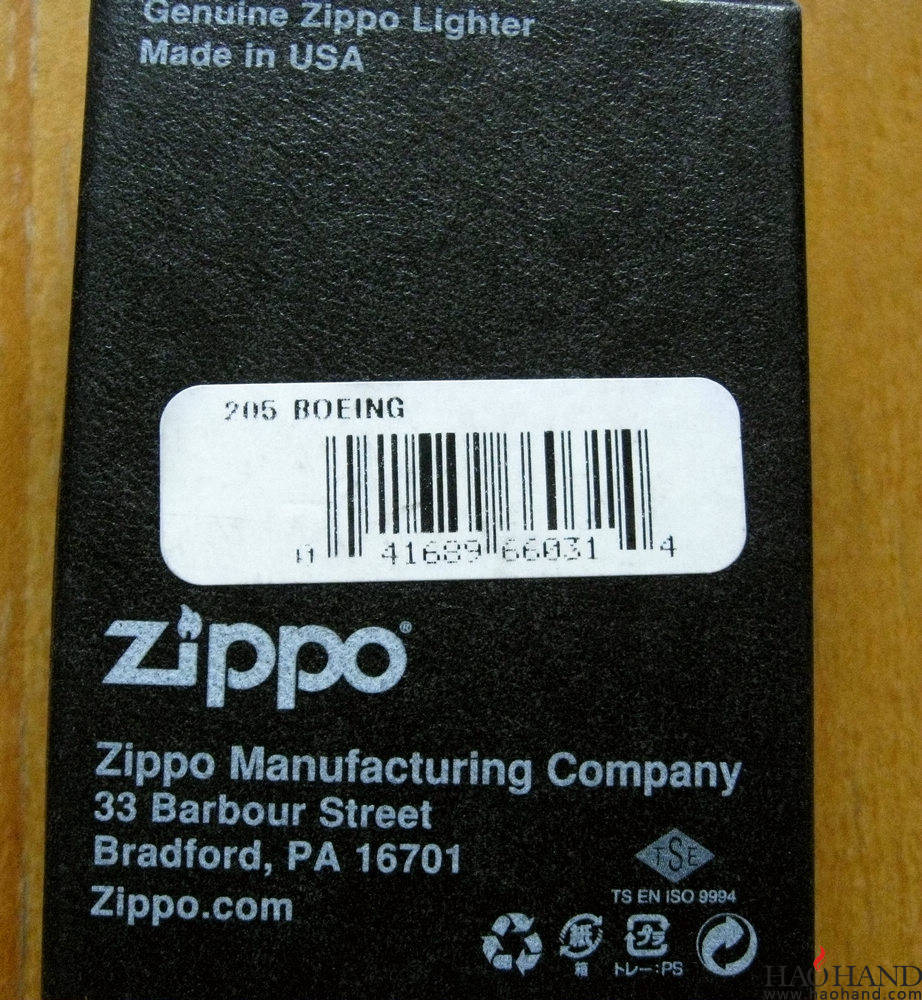 Genuine Zippo Lighter
Made in USA
205 BOEING
0 41689 66031 4
zippo®
Zippo Manufacturing Company
33 Barbour Street
Bradford, PA 16701
Zippo.com
TSE
TS EN ISO 9994
紙 プラ
箱 トレー:PS
HAOHAND
www.haohand.com